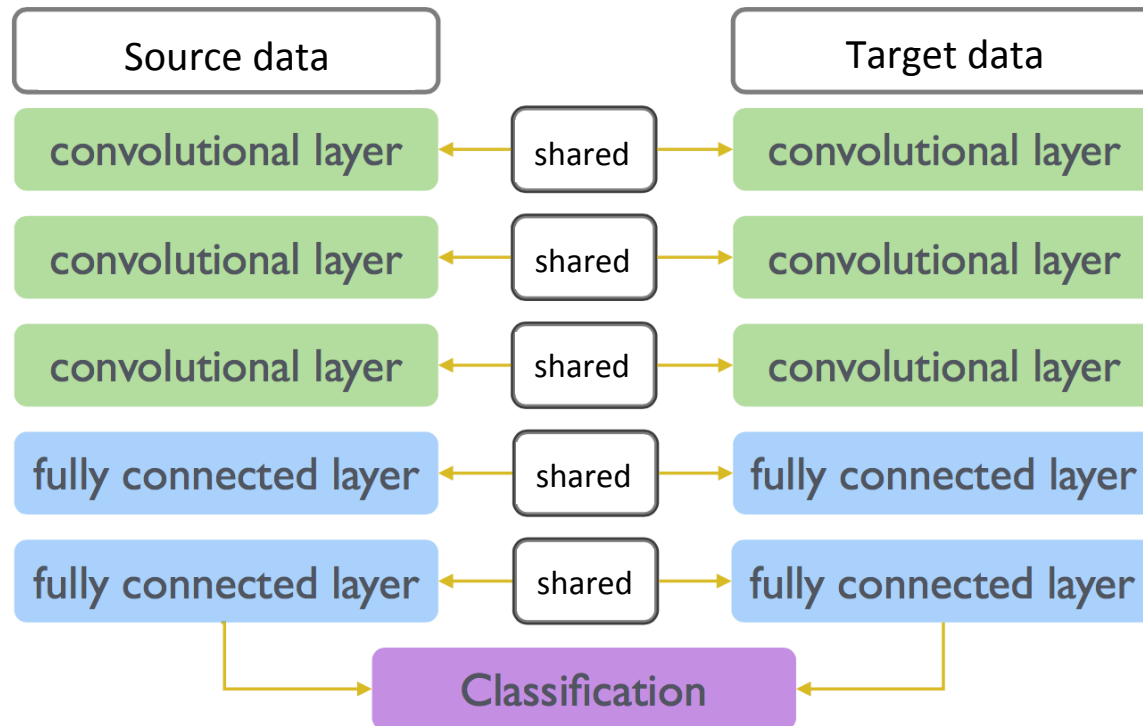 Source data
Target data
convolutional layer
shared
convolutional layer
convolutional layer
shared
convolutional layer
convolutional layer
shared
convolutional layer
fully connected layer
shared
fully connected layer
fully connected layer
shared
fully connected layer
Classification